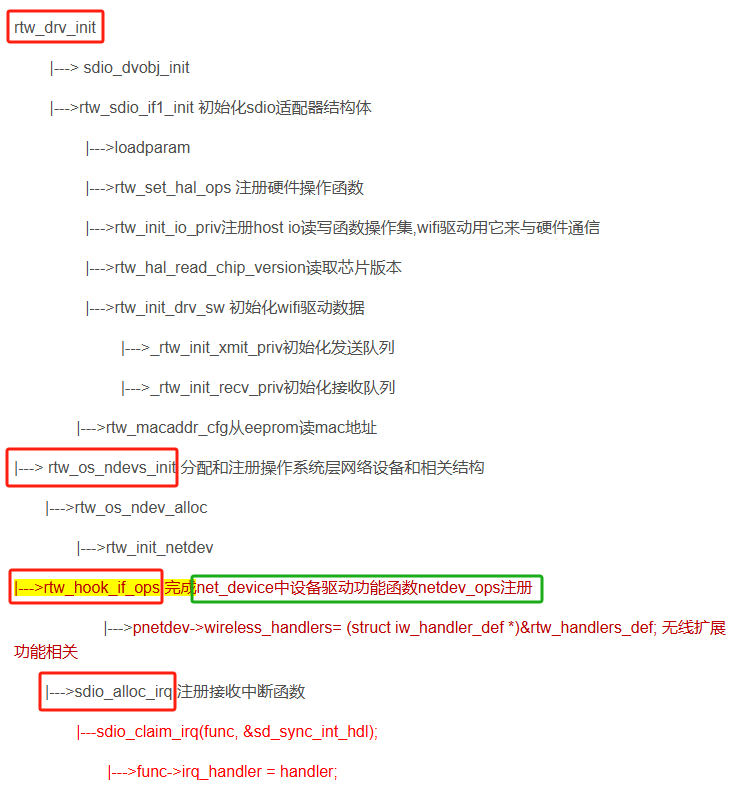 rtw_drv_init
|---> sdio_dvobj_init
|--->rtw_sdio_if1_init 初始化sdio适配器结构体
|--->loadparam
|--->rtw_set_hal_ops 注册硬件操作函数
|--->rtw_init_io_priv注册host io读写函数操作集,wifi驱动用它来与硬件通信
|--->rtw_hal_read_chip_version读取芯片版本
|--->rtw_init_drv_sw 初始化wifi驱动数据
|--->_rtw_init_xmit_priv初始化发送队列
|--->_rtw_init_recv_priv初始化接收队列
|--->rtw_macaddr_cfg从eeprom读mac地址
|---> rtw_os_ndevs_init 分配和注册操作系统层网络设备和相关结构
|--->rtw_os_ndev_alloc
|--->rtw_init_netdev
|--->rtw_hook_if_ops 完成net_device中设备驱动功能函数netdev_ops注册
|--->pnetdev->wireless_handlers= (struct iw_handler_def *)&rtw_handlers_def; 无线扩展
功能相关
|--->sdio_alloc_irq 注册接收中断函数
|---sdio_claim_irq(func, &sd_sync_int_hdl);
|--->func->irq_handler = handler;